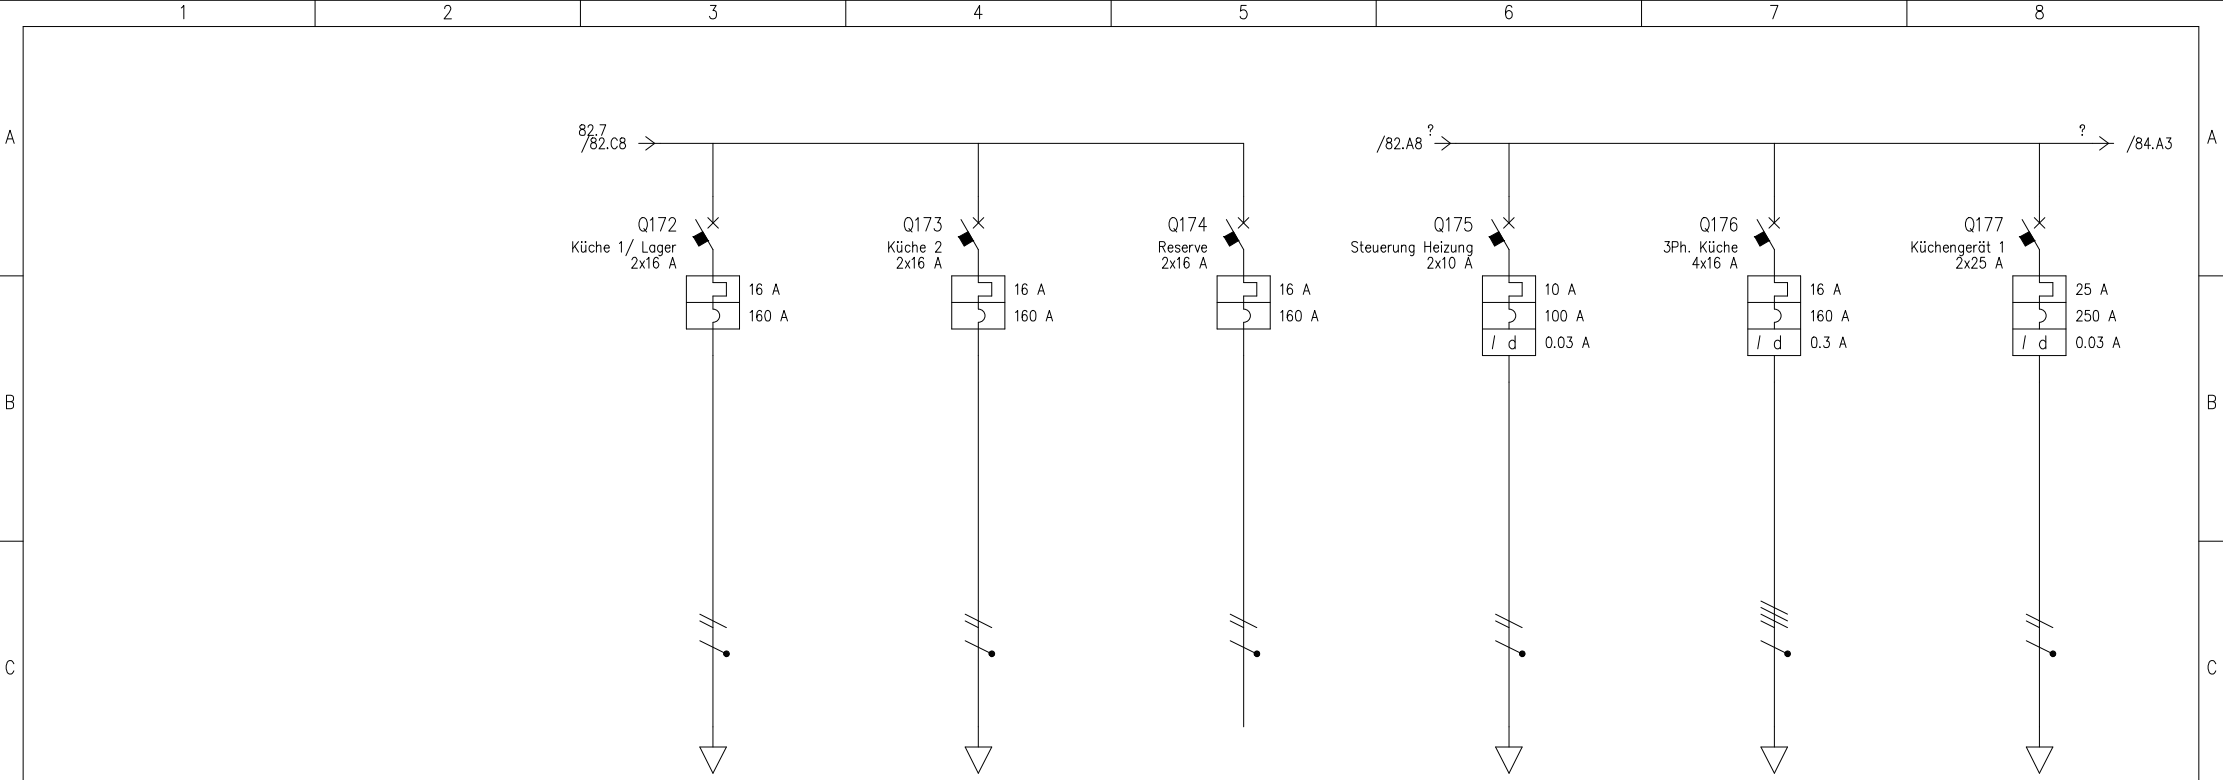 1 2 3 4 5 6 7 8
A A
82.7
/82.C8
?
/82.A8
?
/84.A3
Q172
Küche 1/ Lager
2x16 A
16 A
160 A
Q173
Küche 2
2x16 A
16 A
160 A
Q174
Reserve
2x16 A
16 A
160 A
Q175
Steuerung Heizung
2x10 A
10 A
100 A
I d 0.03 A
Q176
3Ph. Küche
4x16 A
16 A
160 A
I d 0.3 A
Q177
Küchengerät 1
2x25 A
25 A
250 A
I d 0.03 A
B B
C C